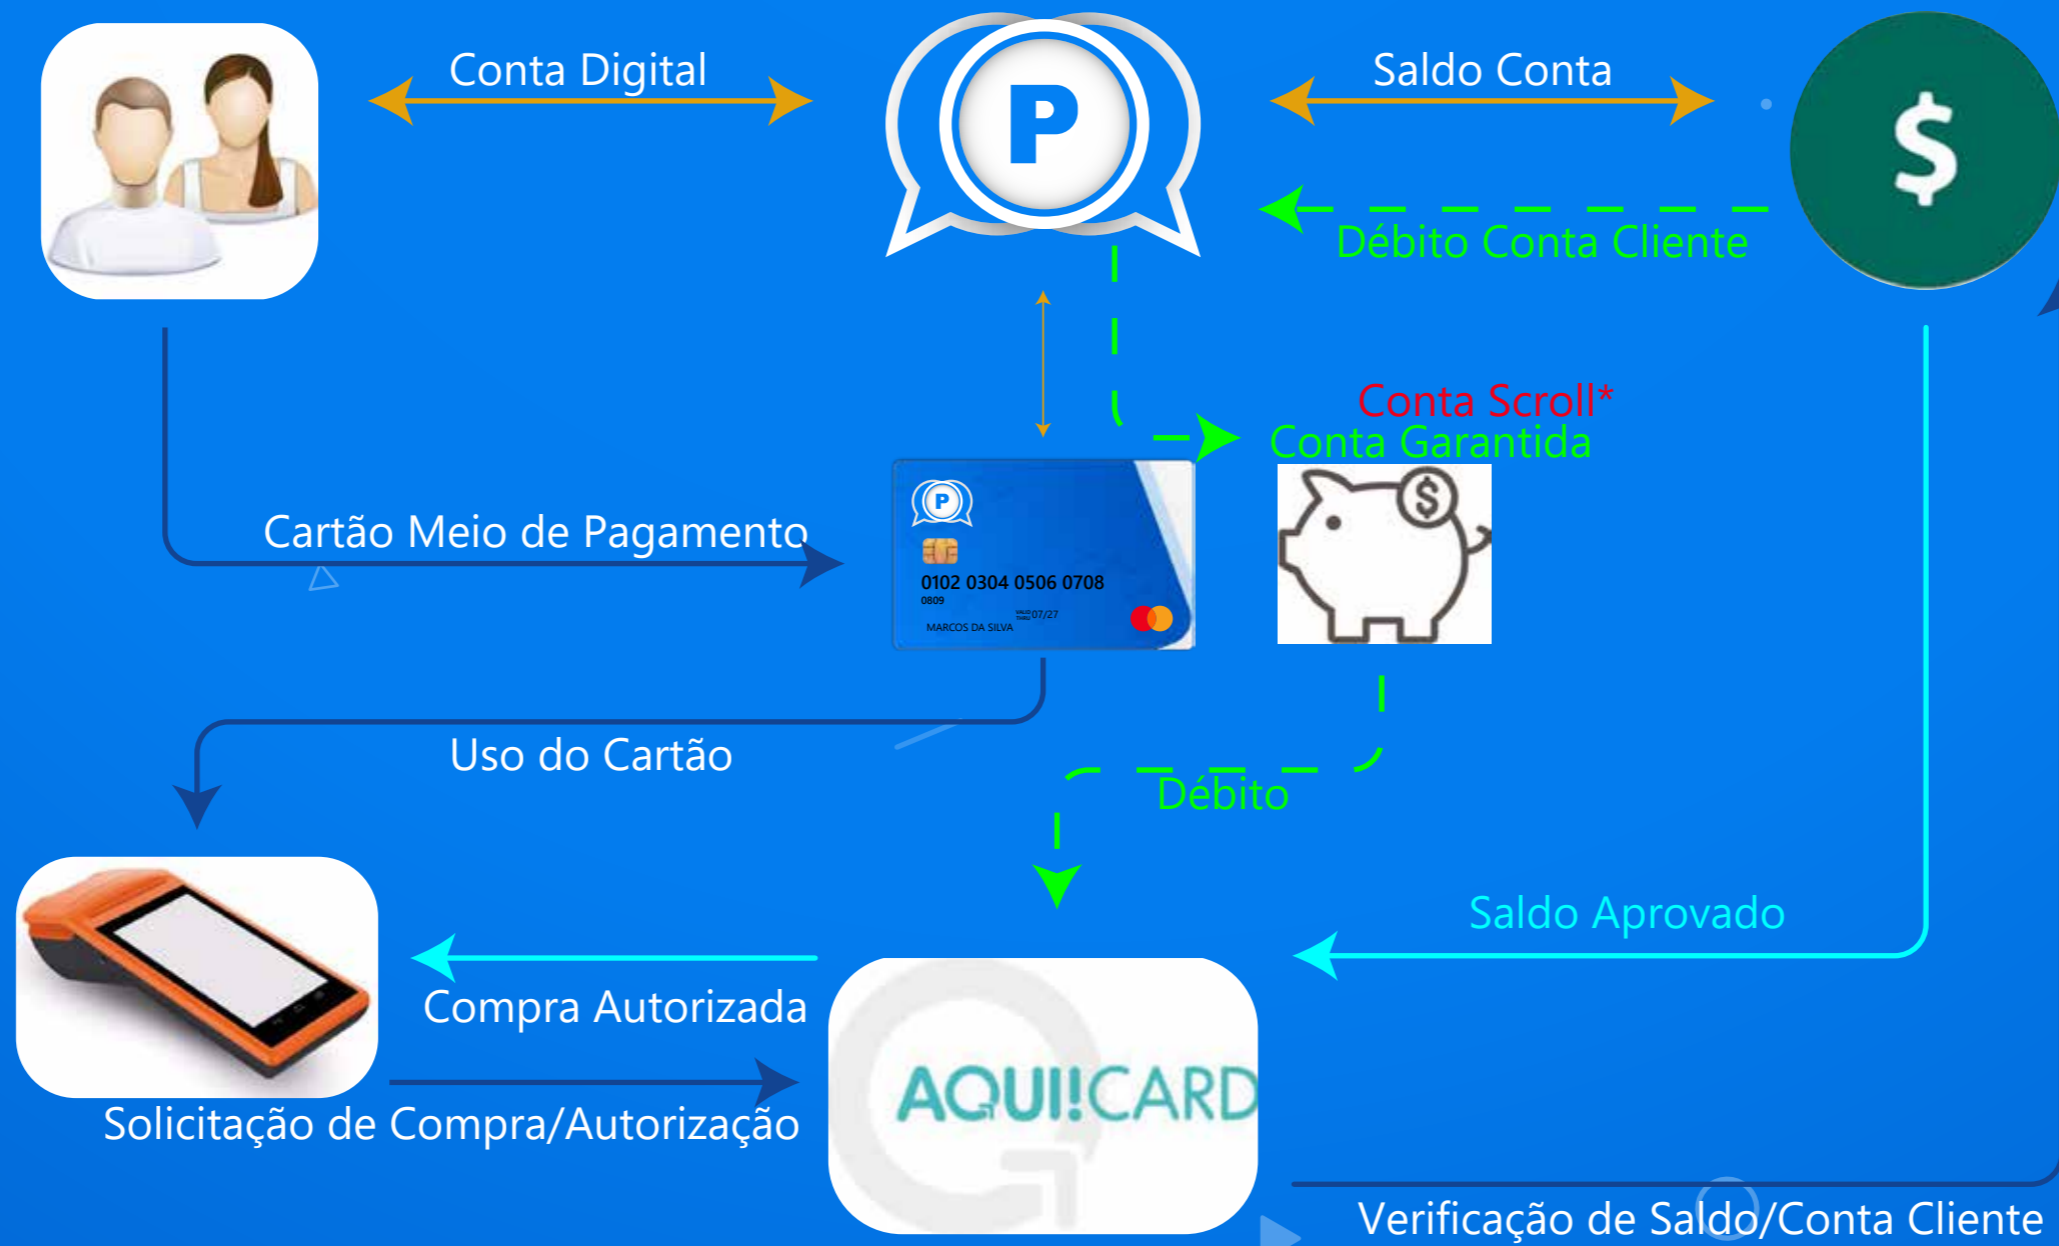 Conta Digital
P
Saldo Conta
$
Débito Conta Cliente
Conta Scroll*
Conta Garantida
$
Cartão Meio de Pagamento
P
0102 0304 0506 0708
0809
07/27
MARCOS DA SILVA
Uso do Cartão
Débito
Saldo Aprovado
Compra Autorizada
AQUI!CARD
Solicitação de Compra/Autorização
Verificação de Saldo/Conta Cliente